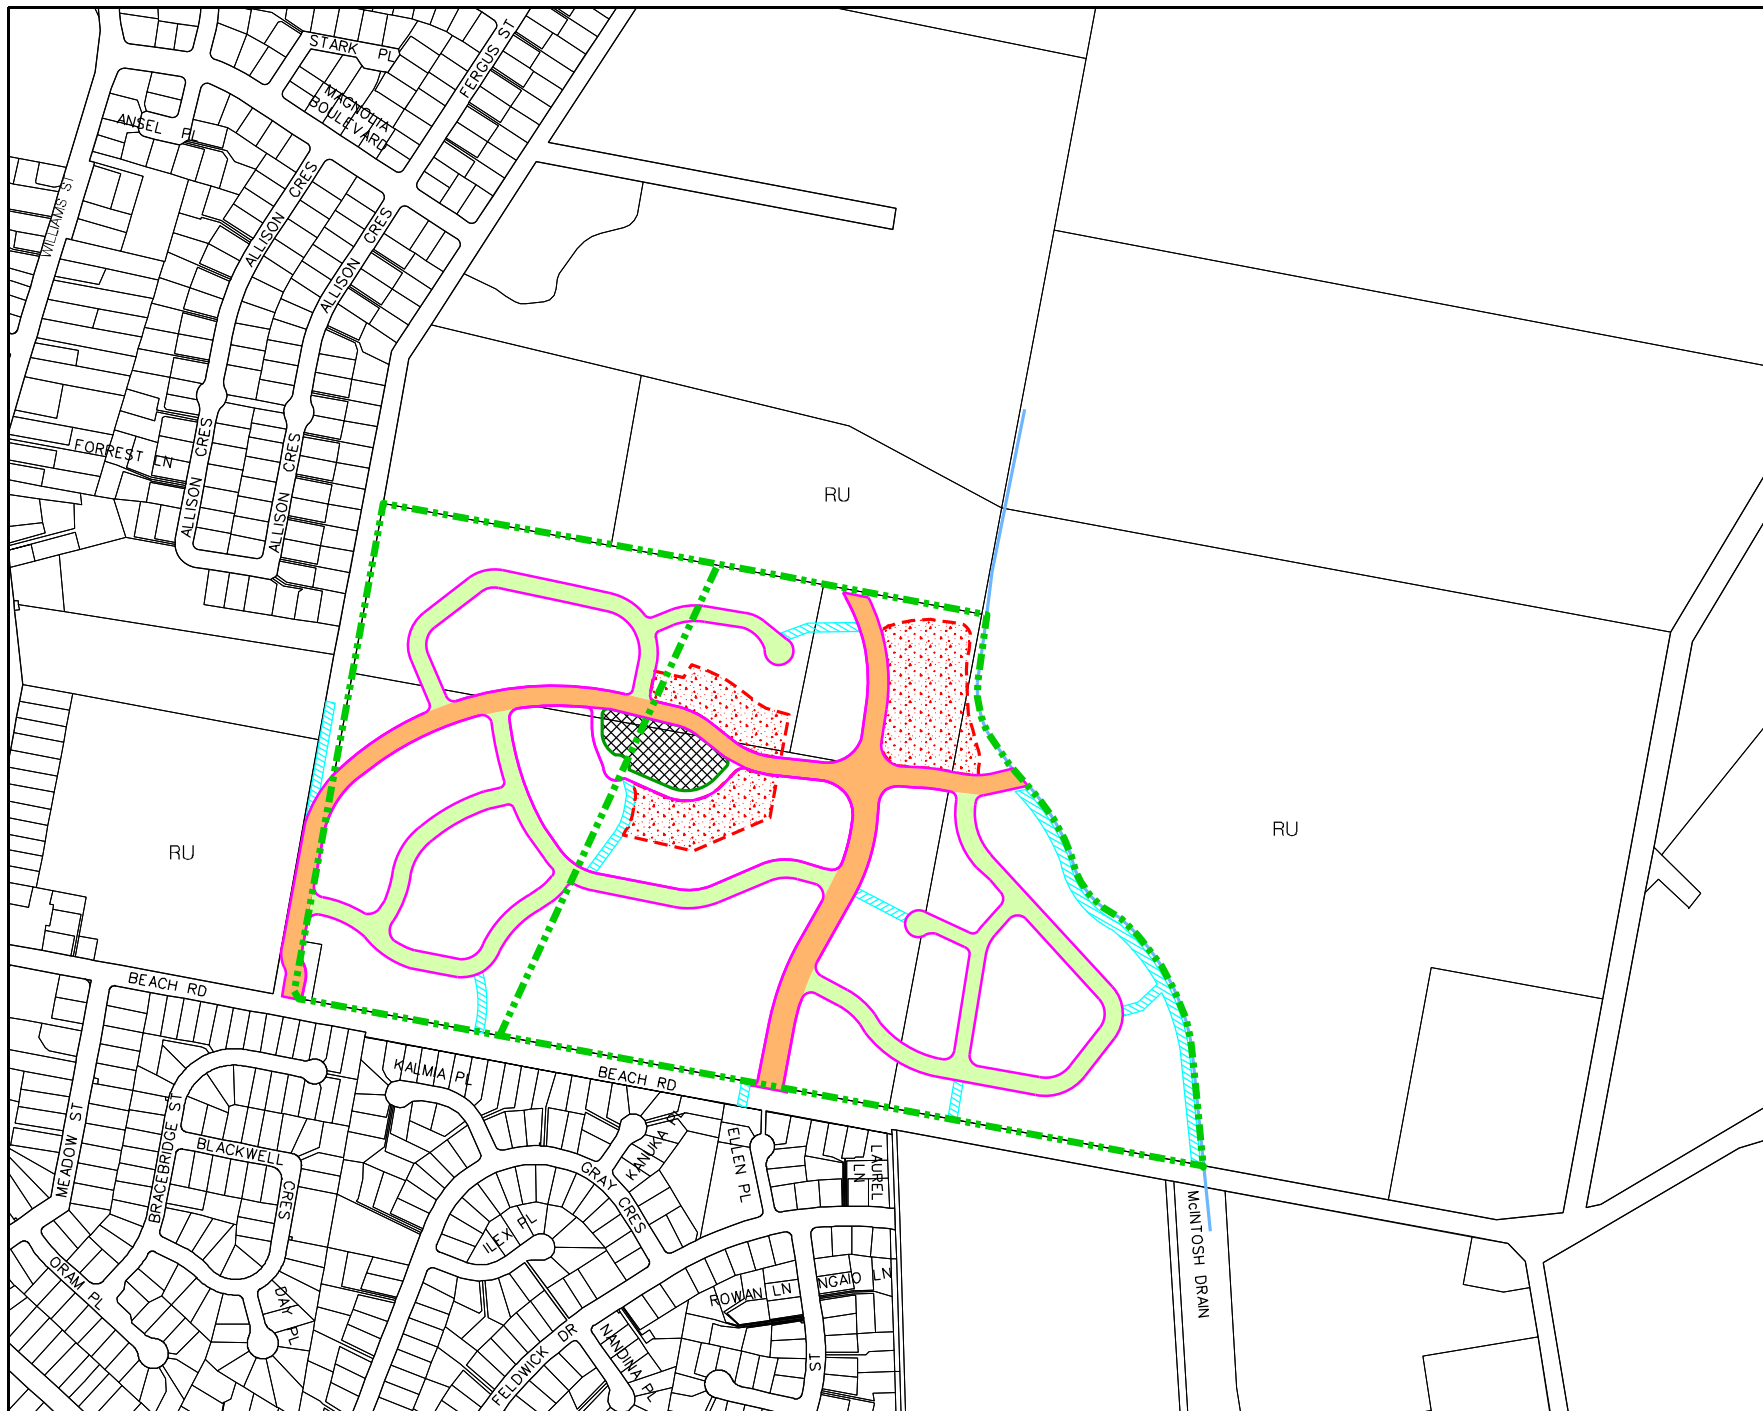 STARK PL
FERGUS ST
MAGNOLIA
BOULEVARD
ANSEL PL
WILLIAMS ST
ALLISON CRES
ALLISON CRES
FORREST LN
ALLISON CRES
ALLISON CRES
RU
RU
RU
BEACH RD
BEACH RD
KALMIA PL
MEADOW ST
BRACEBRIDGE ST
BLACKWELL
CRES
KANUKA PL
GRAY CRES
ELLEN PL
LAUREL
LN
ILEX PL
ORAM PL
DAY PL
ROWAN LN
NGAIO LN
McINTOSH DRAIN
FELDWICK DR
NANDINA PL
ST